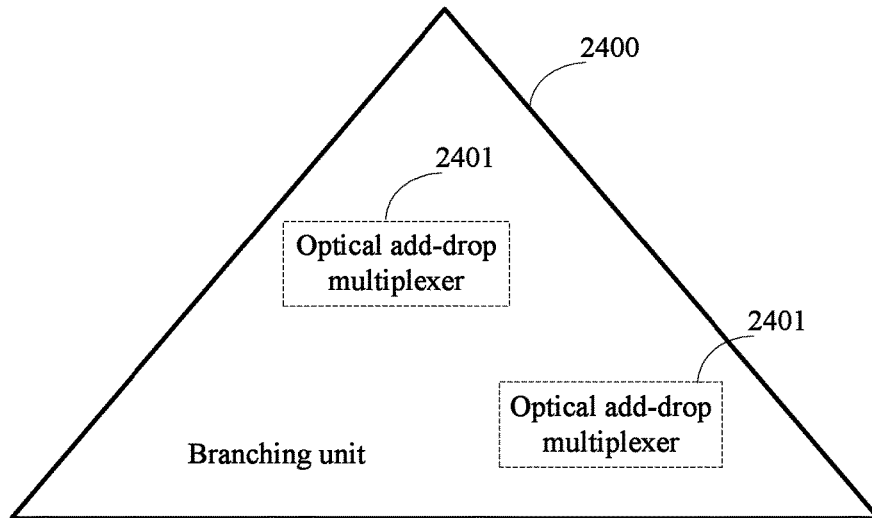 2400
2401
Optical add-drop
multiplexer
2401
Optical add-drop
multiplexer
Branching unit